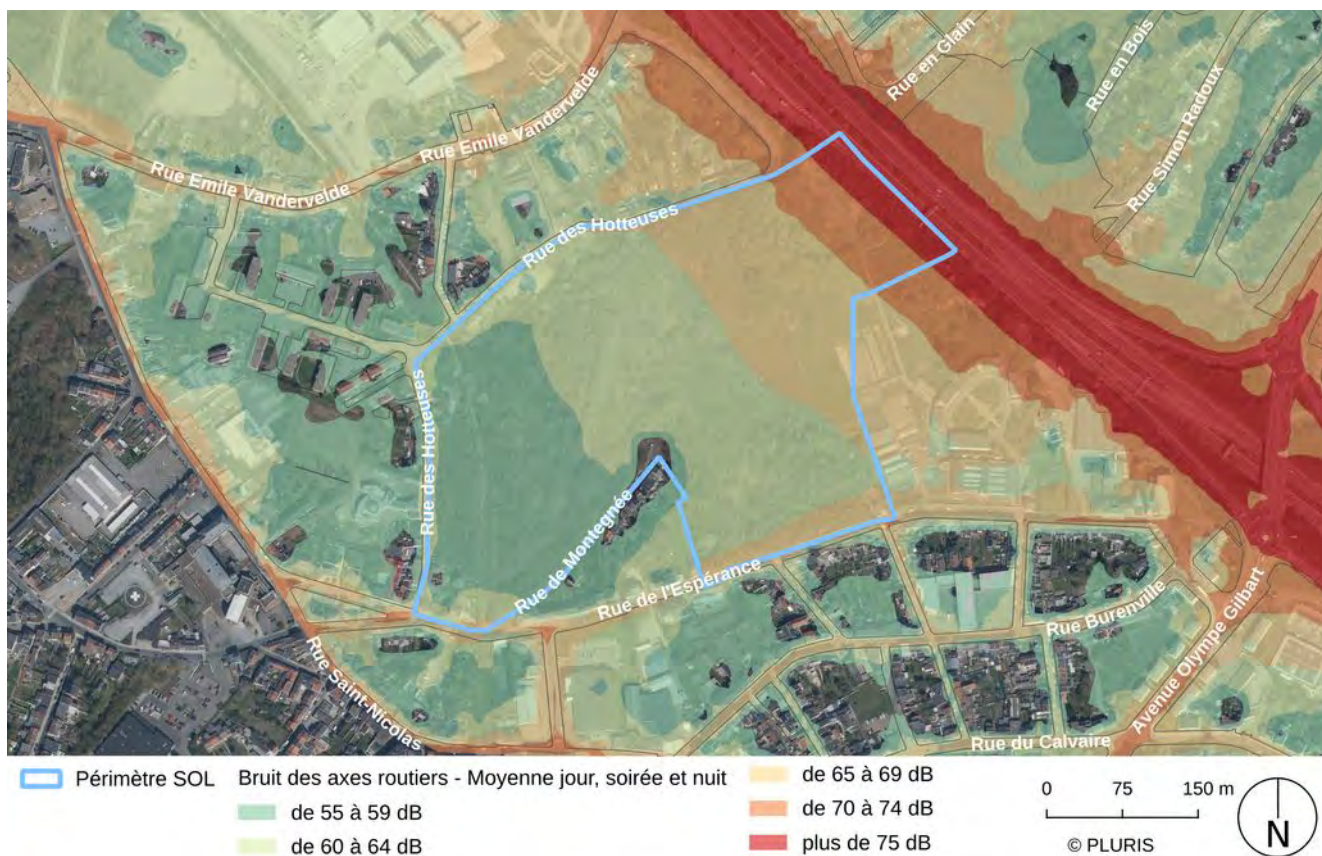 Rue en Glain
Rue en Bois
Rue Simon Radoux
Rue Emile Vandervelde
Rue Emile Vandervelde
Rue des Hotteuses
Rue des Hotteuses
Rue de Montegnée
Rue de l'Espérance
Rue Burenville
Avenue Olympe Gilbart
Rue Saint-Nicolas
Rue du Calvaire
Périmètre SOL
Bruit des axes routiers - Moyenne jour, soirée et nuit
de 55 à 59 dB
de 60 à 64 dB
de 65 à 69 dB
de 70 à 74 dB
plus de 75 dB
0 75 150 m
© PLURIS
N